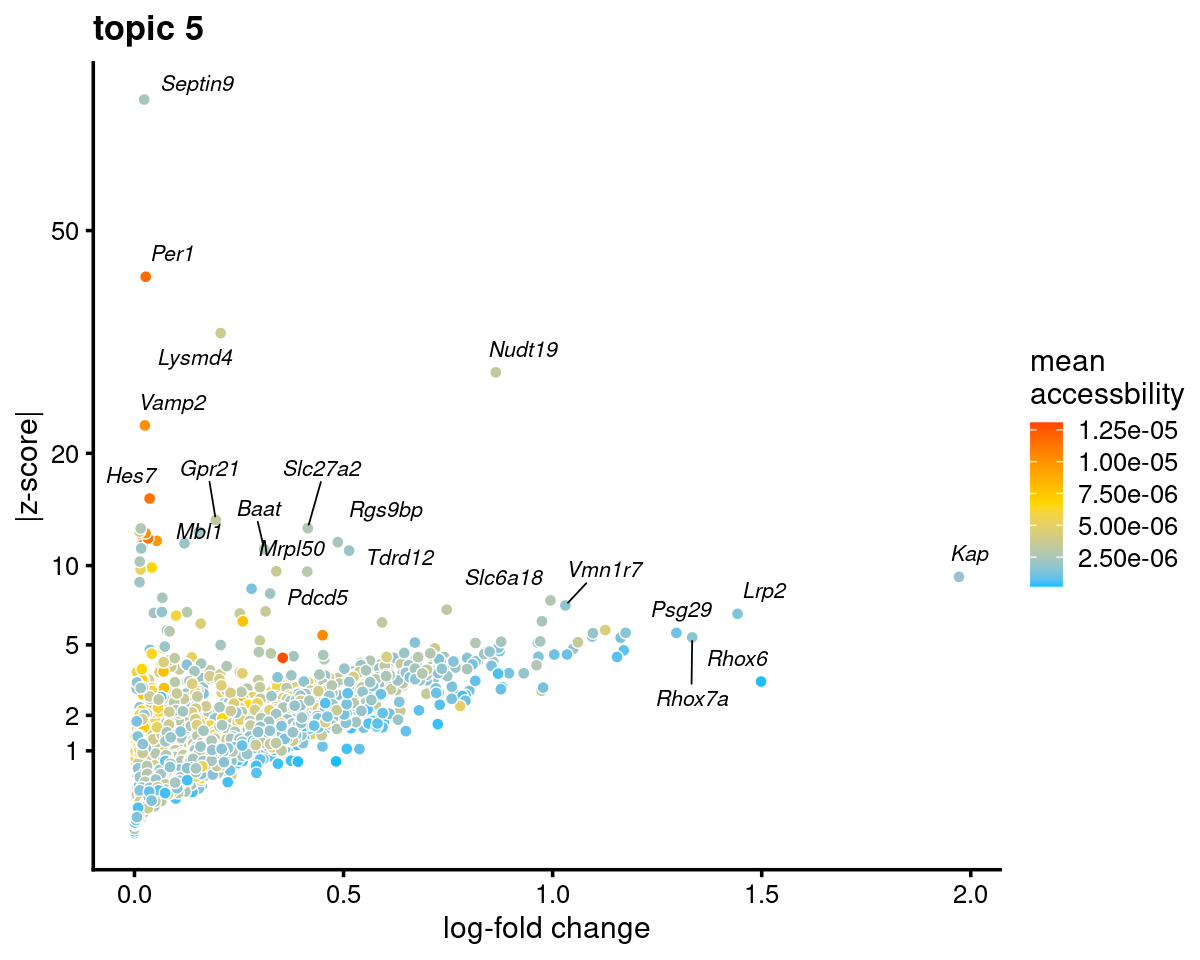 topic 5
Septin9
Per1
Lysmd4
Nudt19
Vamp2
Hes7
Gpr21
Slc27a2
Mbl1
Baat
Rgs9bp
Mrpl50
Tdrd12
Pdcd5
Slc6a18
Vmn1r7
Kap
Lrp2
Psg29
Rhox6
Rhox7a
|z-score|
50
20
10
5
2
1
0.0
0.5
1.0
1.5
2.0
log-fold change
mean
accessbility
1.25e-05
1.00e-05
7.50e-06
5.00e-06
2.50e-06